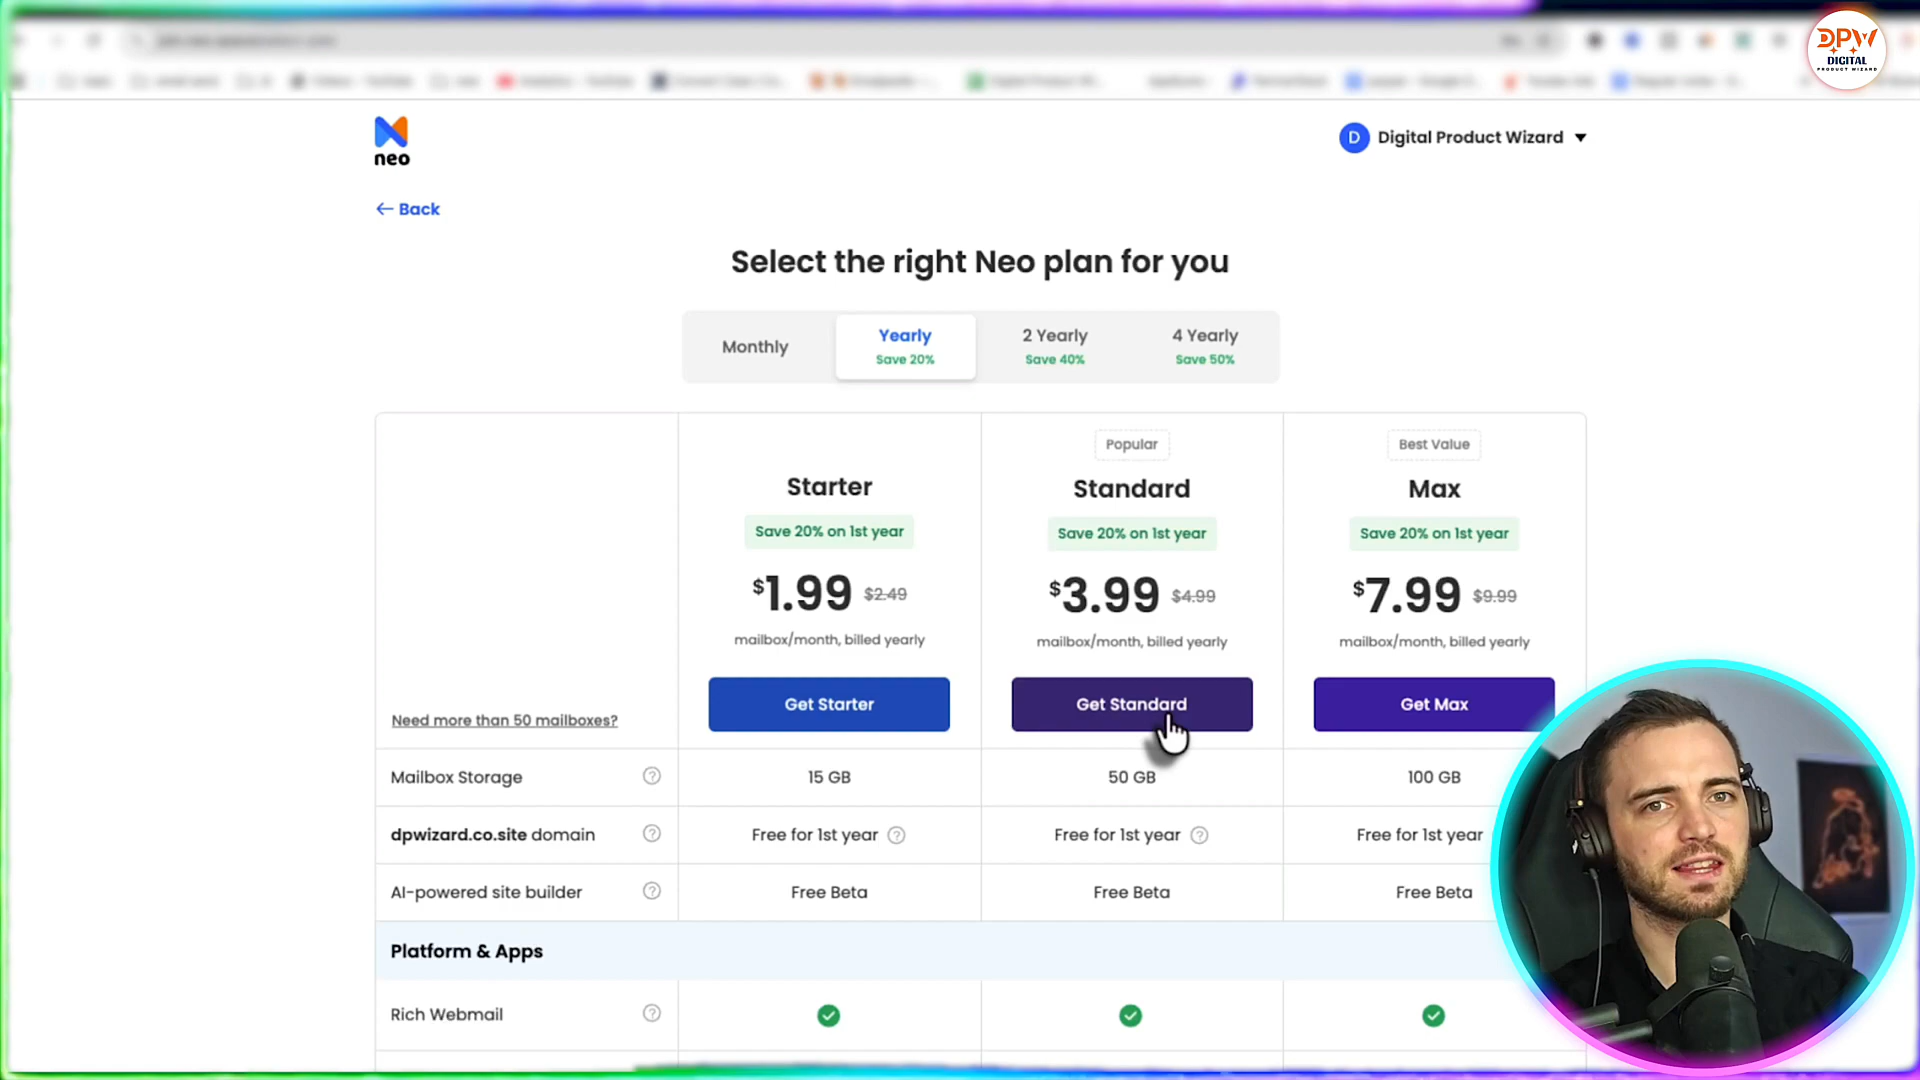 DPW
DIGITAL
PRODUCT WIZARD
neo
D Digital Product Wizard
← Back
Select the right Neo plan for you
Monthly
Yearly
Save 20%
2 Yearly
Save 40%
4 Yearly
Save 50%
Need more than 50 mailboxes?
Starter
Save 20% on 1st year
$1.99 $2.49
mailbox/month, billed yearly
Get Starter
Popular
Standard
Save 20% on 1st year
$3.99 $4.99
mailbox/month, billed yearly
Get Standard
Best Value
Max
Save 20% on 1st year
$7.99 $9.99
mailbox/month, billed yearly
Get Max
Mailbox Storage ? 15 GB 50 GB 100 GB
dpwizard.co.site domain ? Free for 1st year ? Free for 1st year ? Free for 1st year
AI-powered site builder ? Free Beta Free Beta Free Beta
Platform & Apps
Rich Webmail ?